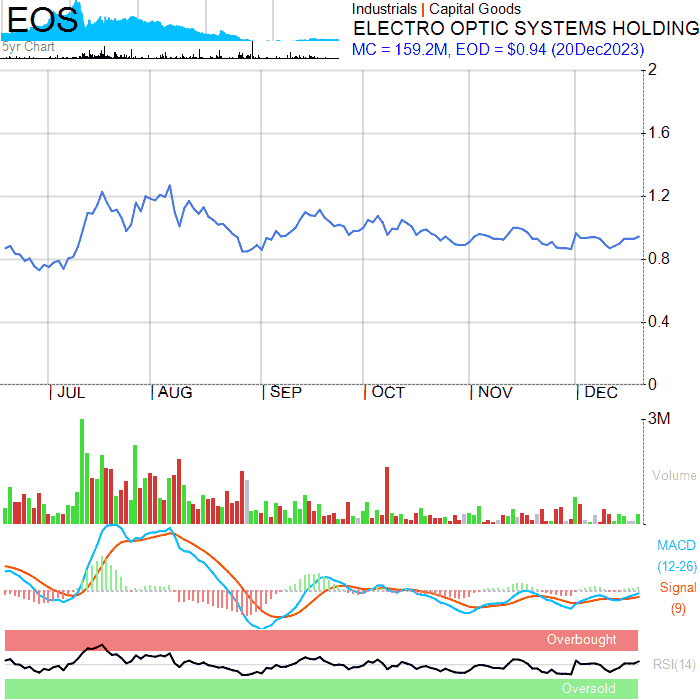 EOS
5yr Chart
Industrials | Capital Goods
ELECTRO OPTIC SYSTEMS HOLDING
MC = 159.2M, EOD = $0.94 (20Dec2023)
2
1.6
1.2
0.8
0.4
0
JUL AUG SEP OCT NOV DEC
3M
Volume
MACD
(12-26)
Signal
(9)
Overbought
RSI(14)
Oversold